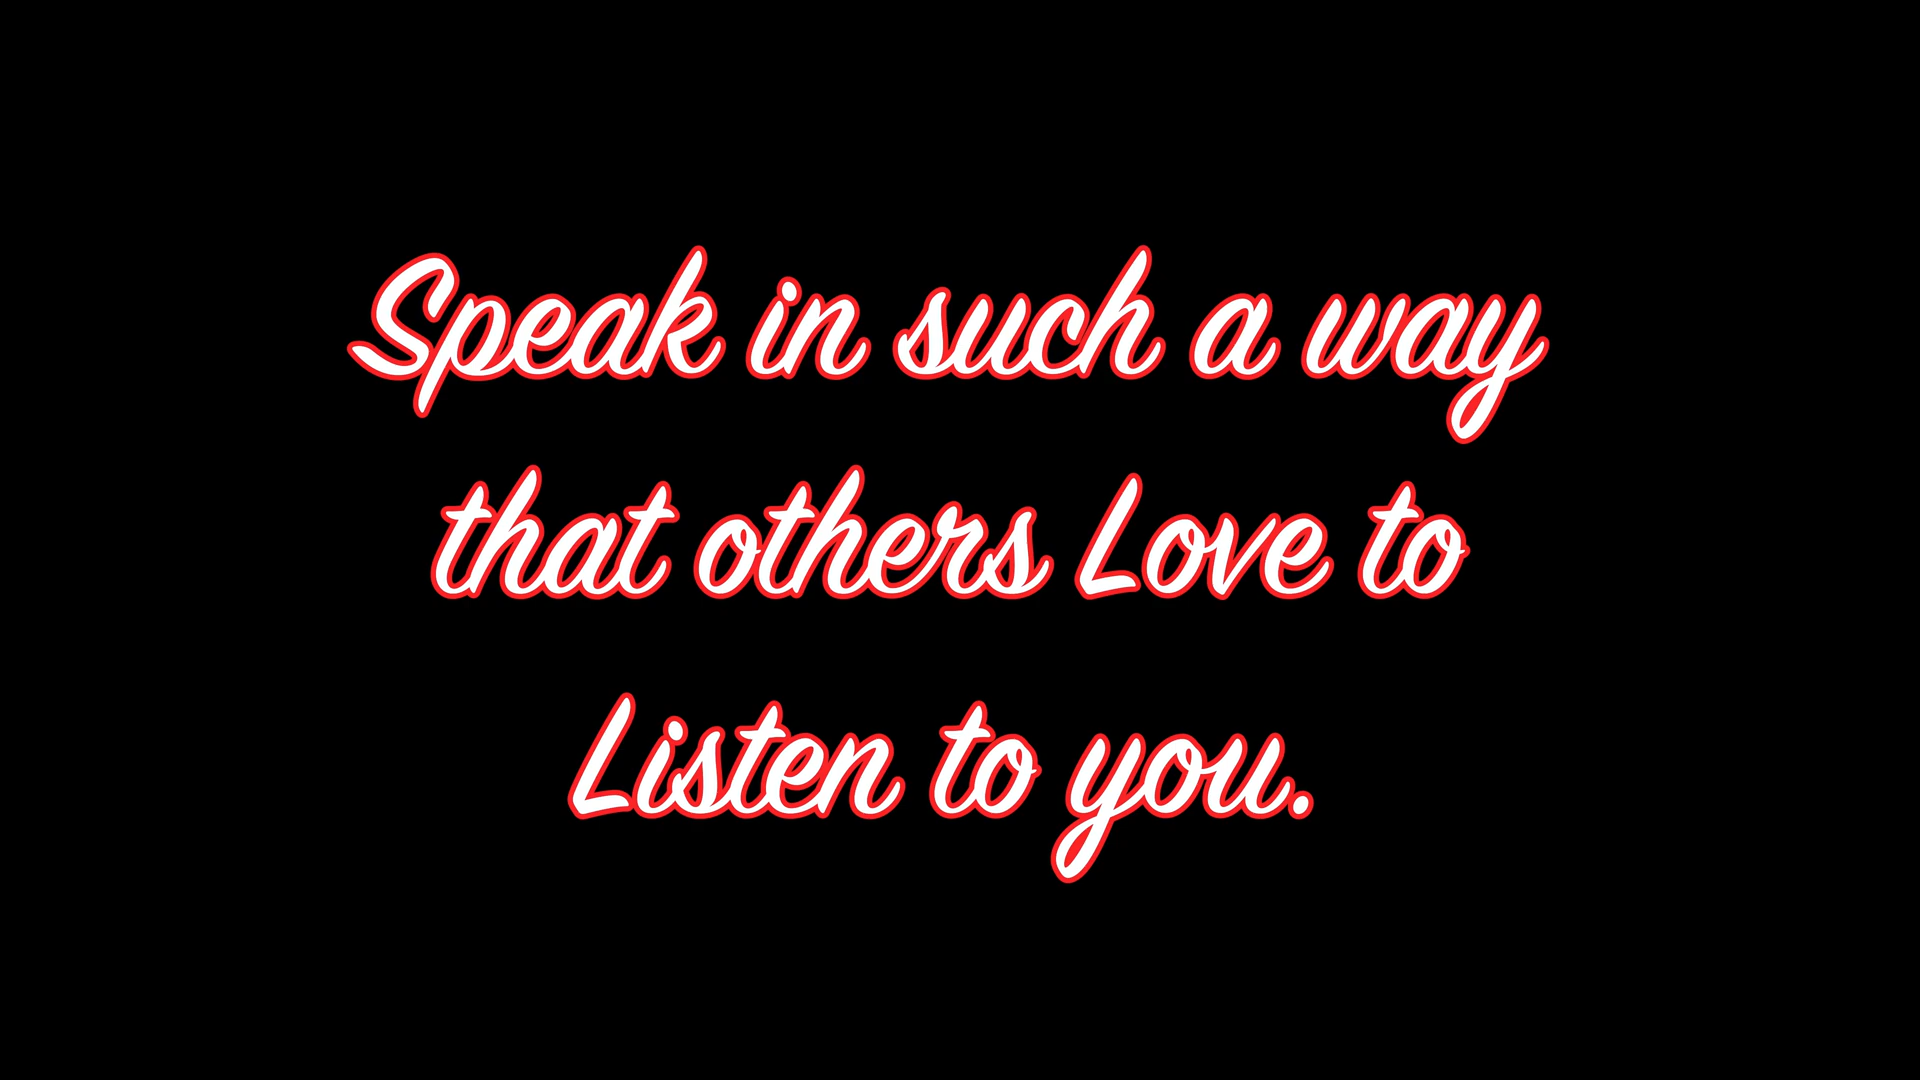 Speak in such a way
that others Love to
Listen to you.